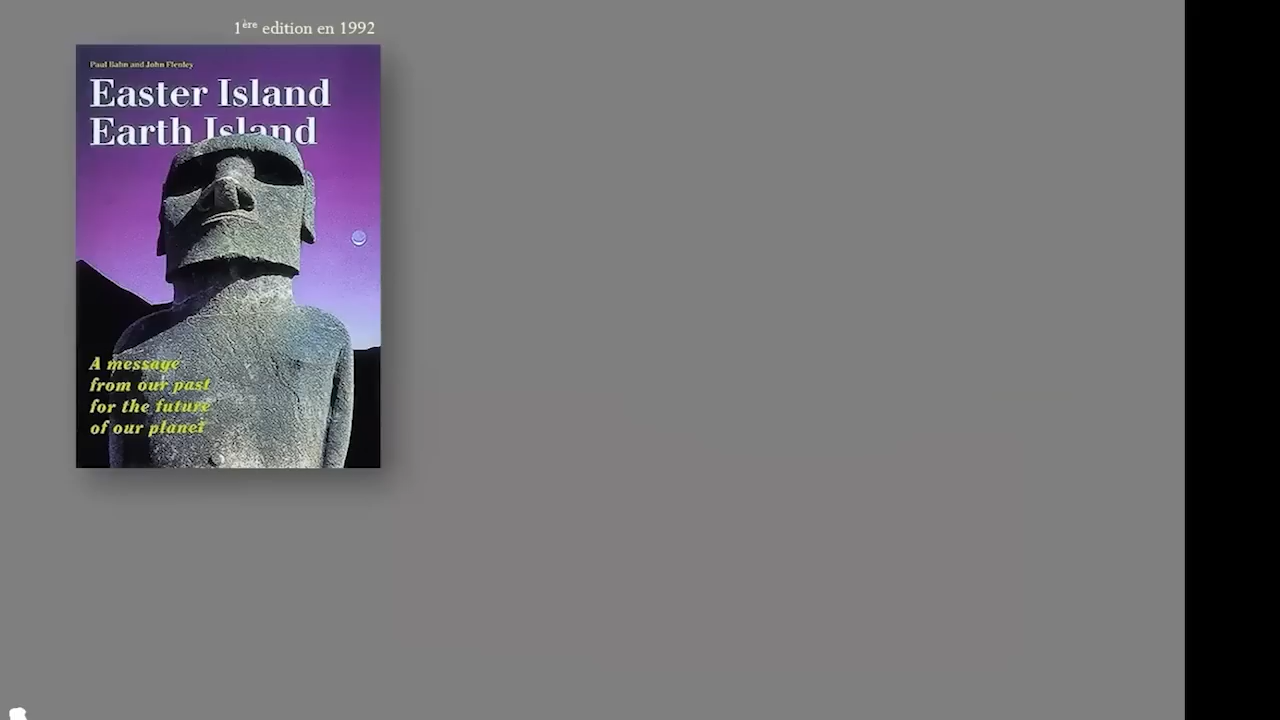 1ère edition en 1992
Paul Bahn and John Flenley
Easter Island
Earth Island
A message
from our past
for the future
of our planet